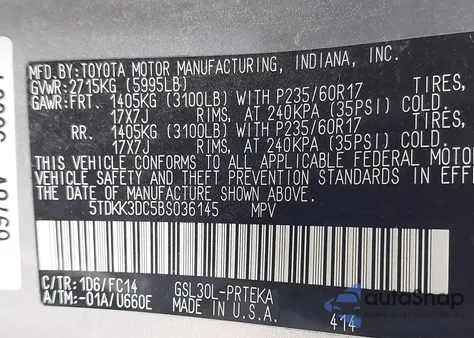 MFD.BY:TOYOTA MOTOR MANUFACTURING, INDIANA, INC.
GVWR:2715KG (5995LB)
GAWR:FRT. 1405KG (3100LB) WITH P235/60R17 TIRES,
17X7J RIMS, AT 240KPA (35PSI) COLD.
RR. 1405KG (3100LB) WITH P235/60R17 TIRES,
17X7J RIMS, AT 240KPA (35PSI) COLD.
THIS VEHICLE CONFORMS TO ALL APPLICABLE FEDERAL MOTOR
VEHICLE SAFETY AND THEFT PREVENTION STANDARDS IN EFFE
ON THE DATE OF MANUFACTURE SHOWN ABOVE.
5TDKK3DC5BS036145 MPV
C/TR:1D6/FC14 GSL30L-PRTEKA
A/TM:-01A/U660E MADE IN U.S.A. 414
autoSnap